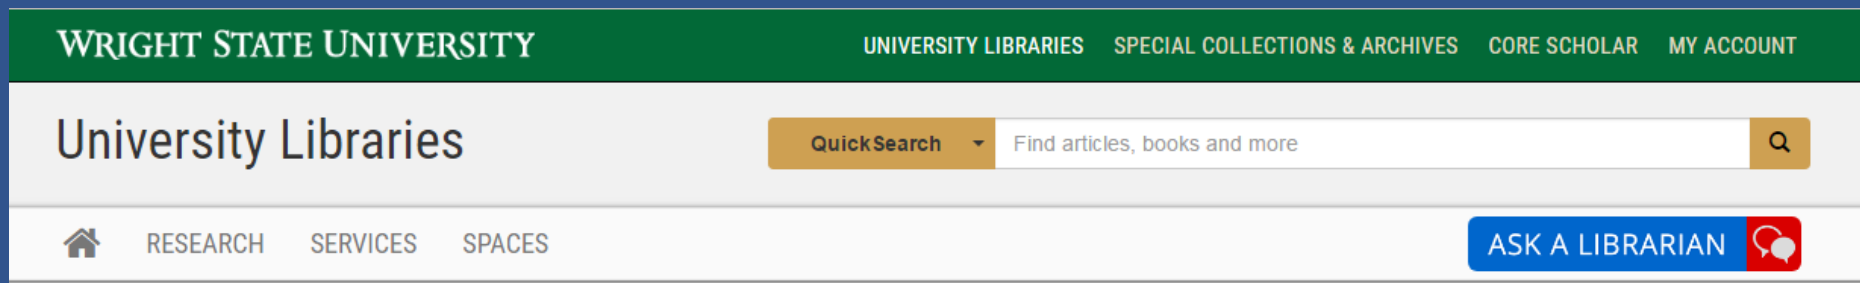 WRIGHT STATE UNIVERSITY UNIVERSITY LIBRARIES SPECIAL COLLECTIONS & ARCHIVES CORE SCHOLAR MY ACCOUNT
University Libraries QuickSearch Find articles, books and more
RESEARCH SERVICES SPACES ASK A LIBRARIAN